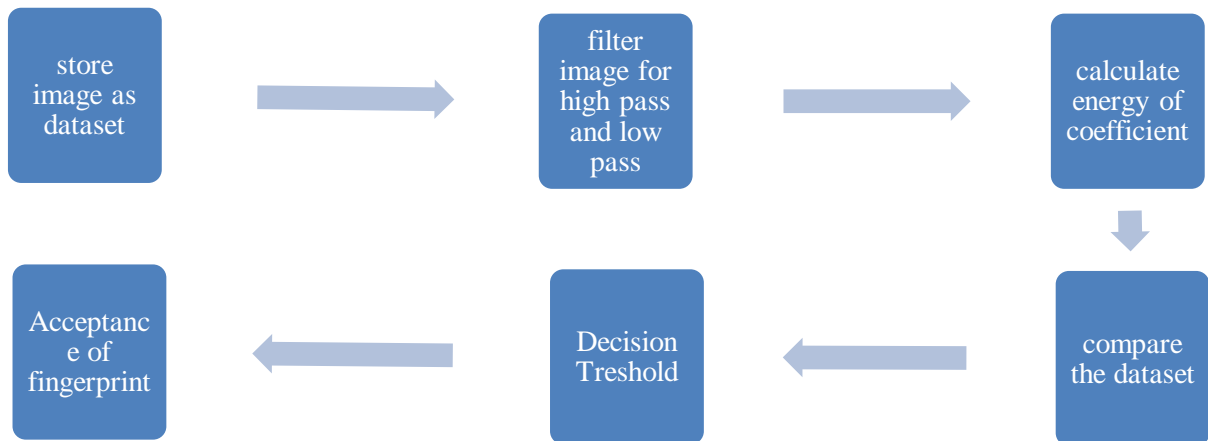 store
image as
dataset
filter
image for
high pass
and low
pass
calculate
energy of
coefficient
compare
the dataset
Decision
Treshold
Acceptanc
e of
fingerprint